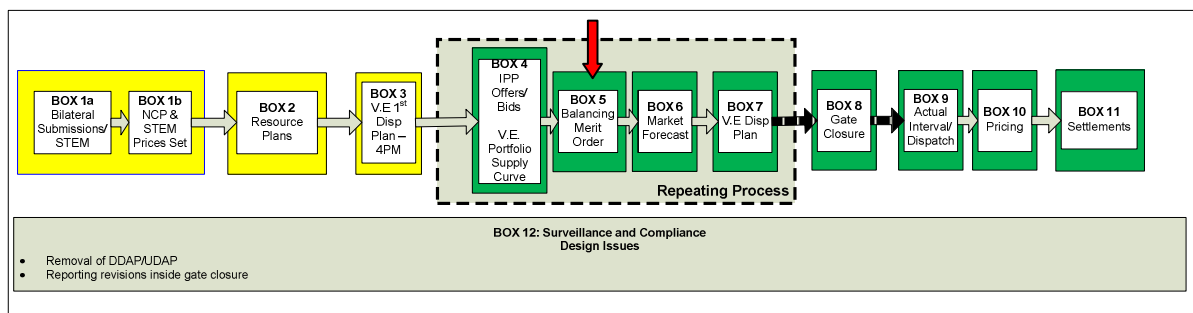 BOX 1a
Bilateral
Submissions/
STEM
BOX 1b
NCP &
STEM
Prices Set
BOX 2
Resource
Plans
BOX 3
V.E 1st
Disp
Plan –
4PM
BOX 4
IPP
Offers/
Bids
V.E.
Portfolio
Supply
Curve
BOX 5
Balancing
Merit
Order
BOX 6
Market
Forecast
BOX 7
V.E Disp
Plan
Repeating Process
BOX 8
Gate
Closure
BOX 9
Actual
Interval/
Dispatch
BOX 10
Pricing
BOX 11
Settlements
BOX 12: Surveillance and Compliance
Design Issues
• Removal of DDAP/UDAP
• Reporting revisions inside gate closure